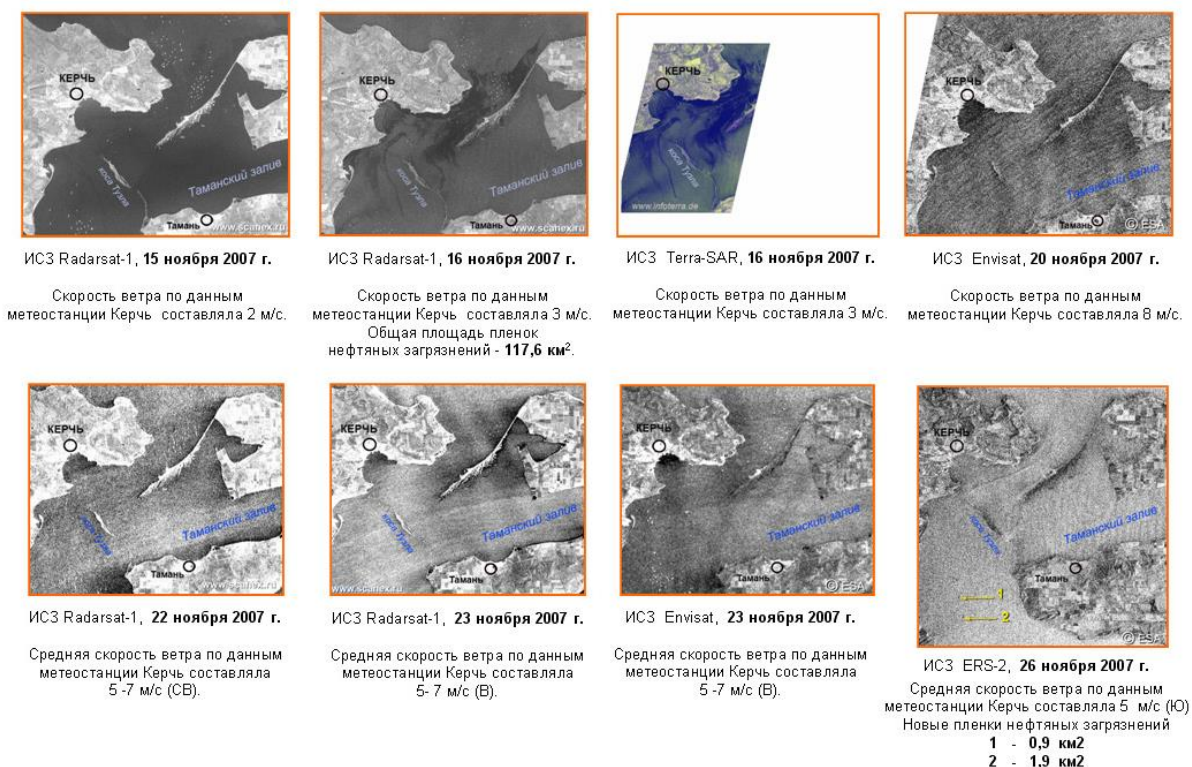 КЕРЧЬ
коса Тузла
Таманский залив
Тамань
www.scanex.ru
ИСЗ Radarsat-1, 15 ноября 2007 г.
Скорость ветра по данным
метеостанции Керчь составляла 2 м/с.
КЕРЧЬ
коса Тузла
Таманский залив
Тамань
www.scanex.ru
ИСЗ Radarsat-1, 16 ноября 2007 г.
Скорость ветра по данным
метеостанции Керчь составляла 3 м/с.
Общая площадь пленок
нефтяных загрязнений - 117,6 км².
КЕРЧЬ
коса Тузла
www.infoterra.de
ИСЗ Terra-SAR, 16 ноября 2007 г.
Скорость ветра по данным
метеостанции Керчь составляла 3 м/с.
КЕРЧЬ
коса Тузла
Таманский залив
Тамань
© ESA
ИСЗ Envisat, 20 ноября 2007 г.
Скорость ветра по данным
метеостанции Керчь составляла 8 м/с.
КЕРЧЬ
коса Тузла
Таманский залив
Тамань
www.scanex.ru
ИСЗ Radarsat-1, 22 ноября 2007 г.
Средняя скорость ветра по данным
метеостанции Керчь составляла
5 -7 м/с (СВ).
КЕРЧЬ
коса Тузла
Таманский залив
Тамань
www.scanex.ru
ИСЗ Radarsat-1, 23 ноября 2007 г.
Средняя скорость ветра по данным
метеостанции Керчь составляла
5- 7 м/с (В).
КЕРЧЬ
коса Тузла
Таманский залив
Тамань
© ESA
ИСЗ Envisat, 23 ноября 2007 г.
Средняя скорость ветра по данным
метеостанции Керчь составляла
5 -7 м/с (В).
КЕРЧЬ
коса Тузла
Таманский залив
Тамань
1
2
© ESA
ИСЗ ERS-2, 26 ноября 2007 г.
Средняя скорость ветра по данным
метеостанции Керчь составляла 5 м/с (Ю)
Новые пленки нефтяных загрязнений
1 - 0,9 км2
2 - 1,9 км2